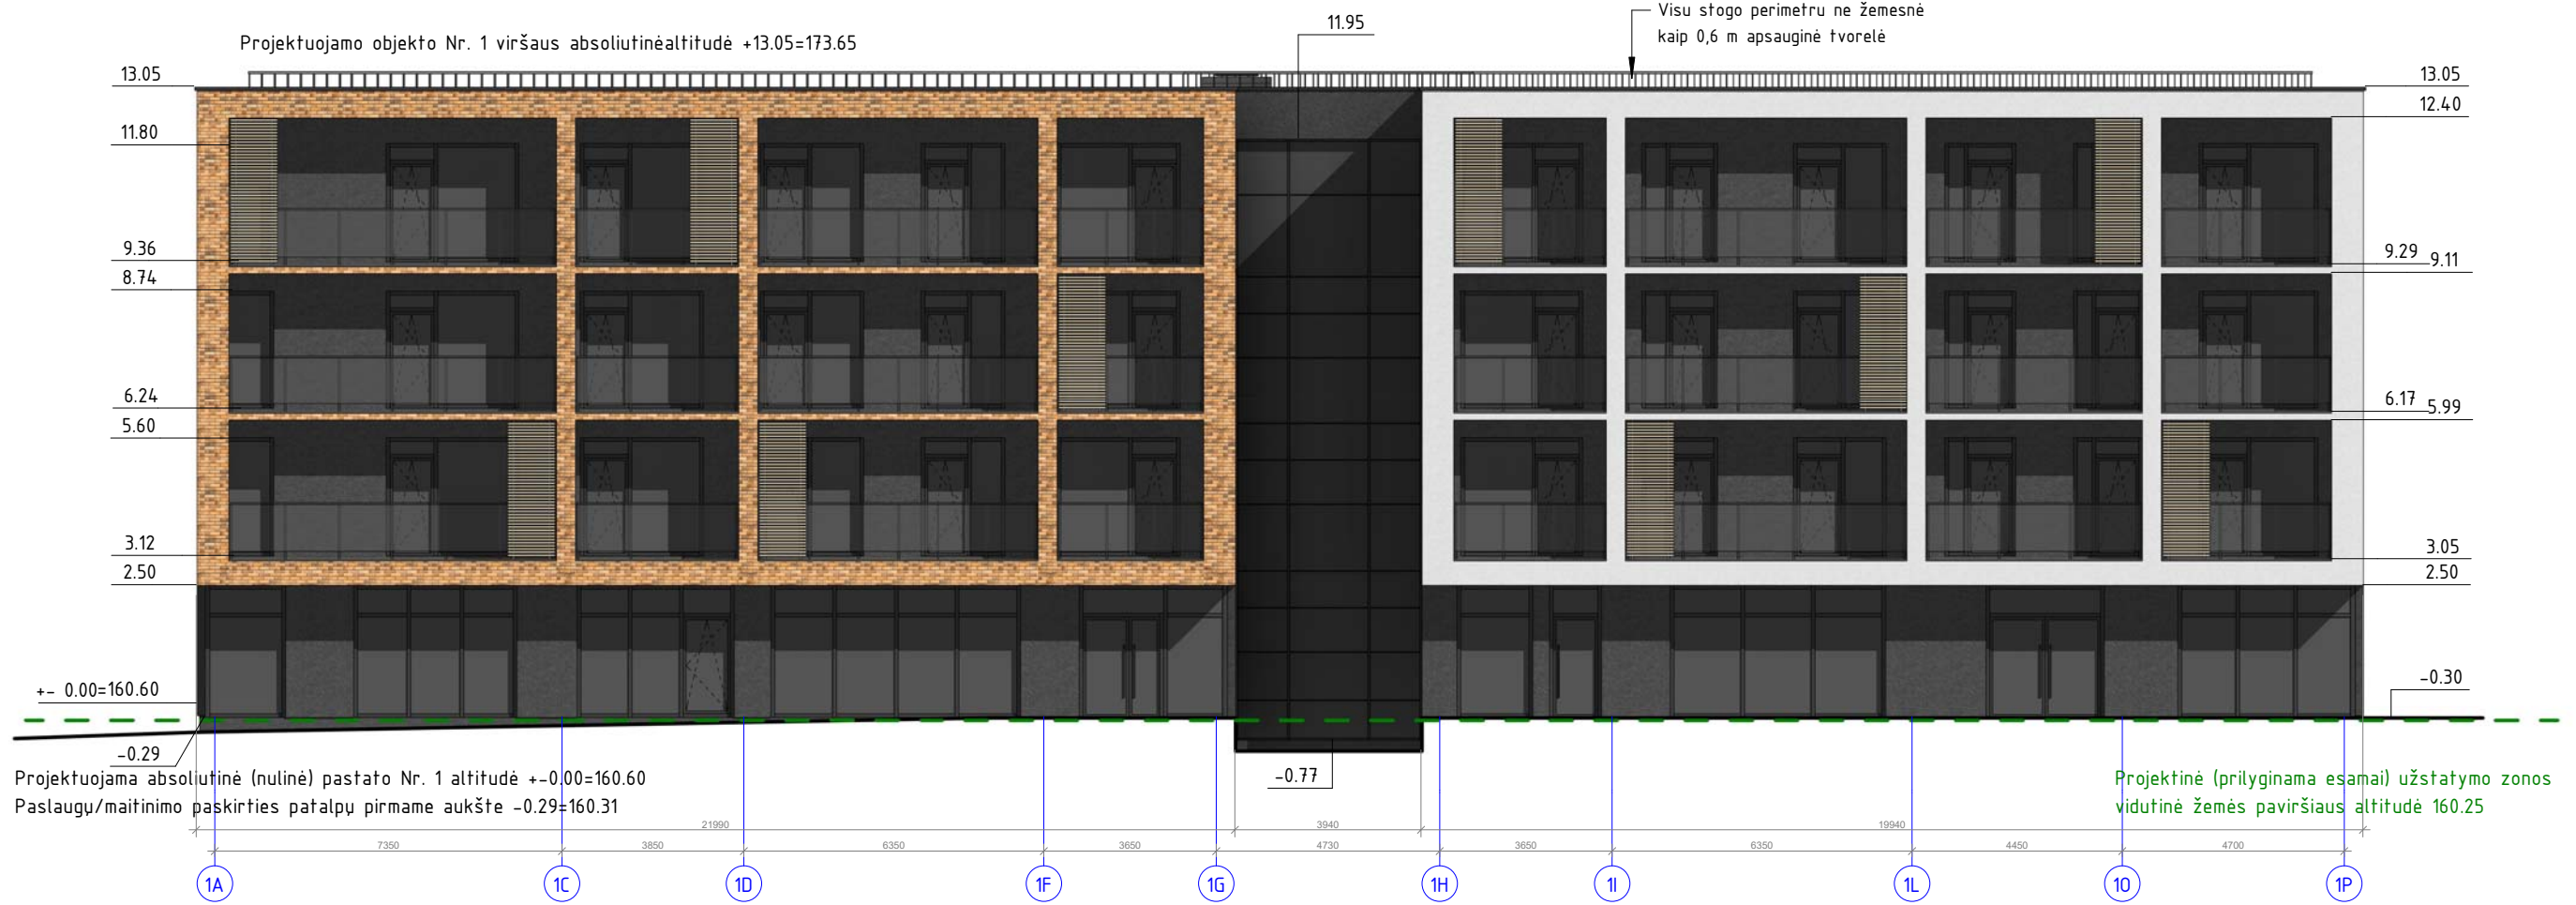 Visu stogo perimetru ne žemesnė
kaip 0,6 m apsauginė tvorelė
11.95
Projektuojamo objekto Nr. 1 viršaus absoliutinėaltitudė +13.05=173.65
13.05
13.05
12.40
11.80
9.36
9.29
9.11
8.74
6.24
6.17
5.99
5.60
3.12
3.05
2.50
2.50
+- 0.00=160.60
-0.30
-0.29
-0.77
Projektuojama absoliutinė (nulinė) pastato Nr. 1 altitudė +-0.00=160.60
Paslaugų/maitinimo paskirties patalpų pirmame aukšte -0.29=160.31
Projektinė (prilyginama esamai) užstatymo zonos
vidutinė žemės paviršiaus altitudė 160.25
21990
3940
19940
7350
3850
6350
3650
4730
3650
6350
4450
4700
1A
1C
1D
1F
1G
1H
1I
1L
1O
1P